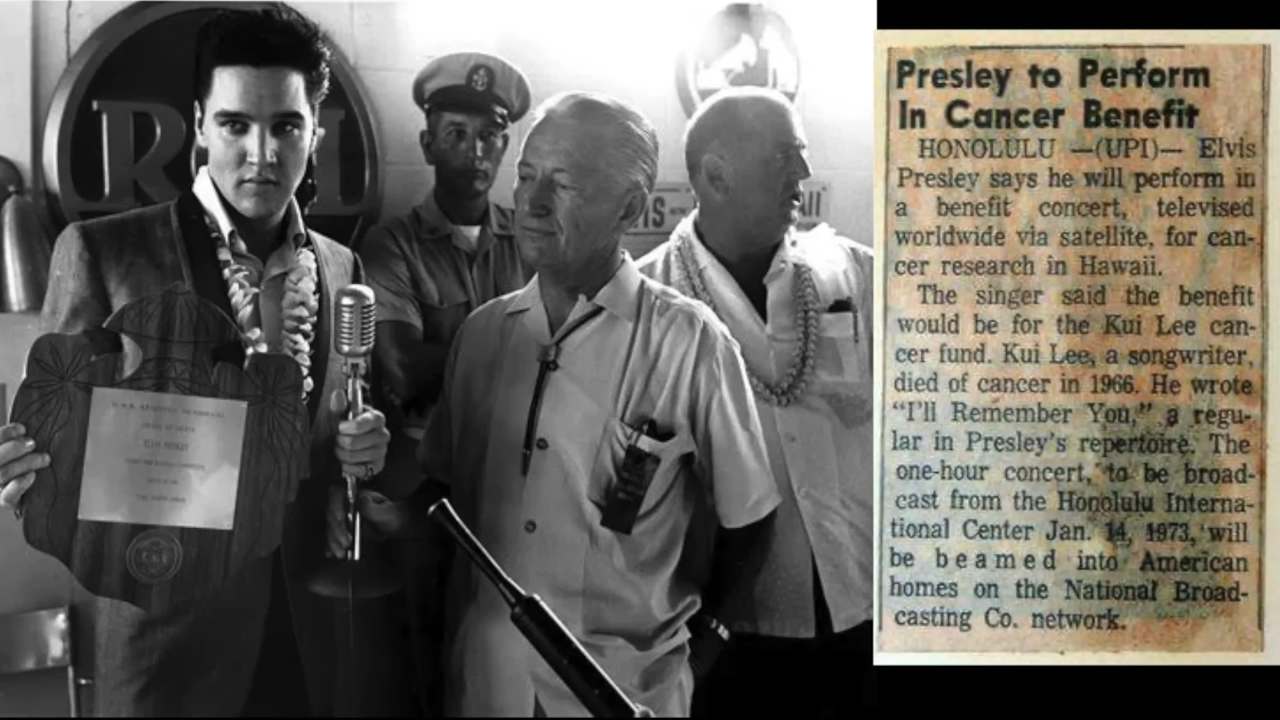 Presley to Perform
In Cancer Benefit
HONOLULU —(UPI)— Elvis
Presley says he will perform in
a benefit concert, televised
worldwide via satellite, for can-
cer research in Hawaii.
The singer said the benefit
would be for the Kui Lee can-
cer fund. Kui Lee, a songwriter,
died of cancer in 1966. He wrote
“I'll Remember You,” a regu-
lar in Presley's repertoire. The
one-hour concert, to be broad-
cast from the Honolulu Interna-
tional Center Jan. 14, 1973, will
be beamed into American
homes on the National Broad-
casting Co. network.